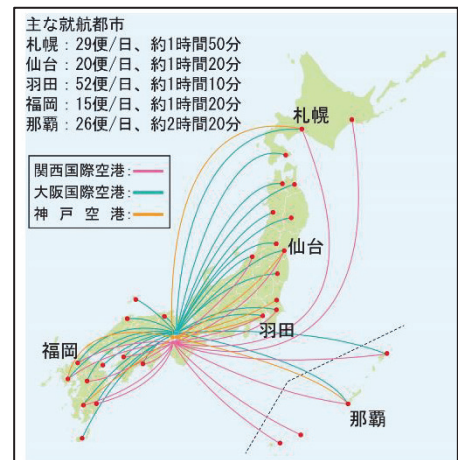 主な就航都市
札幌：29便/日、約1時間50分
仙台：20便/日、約1時間20分
羽田：52便/日、約1時間10分
福岡：15便/日、約1時間20分
那覇：26便/日、約2時間20分
札幌
関西国際空港:
大阪国際空港:
神戸空港:
仙台
羽田
福岡
那覇